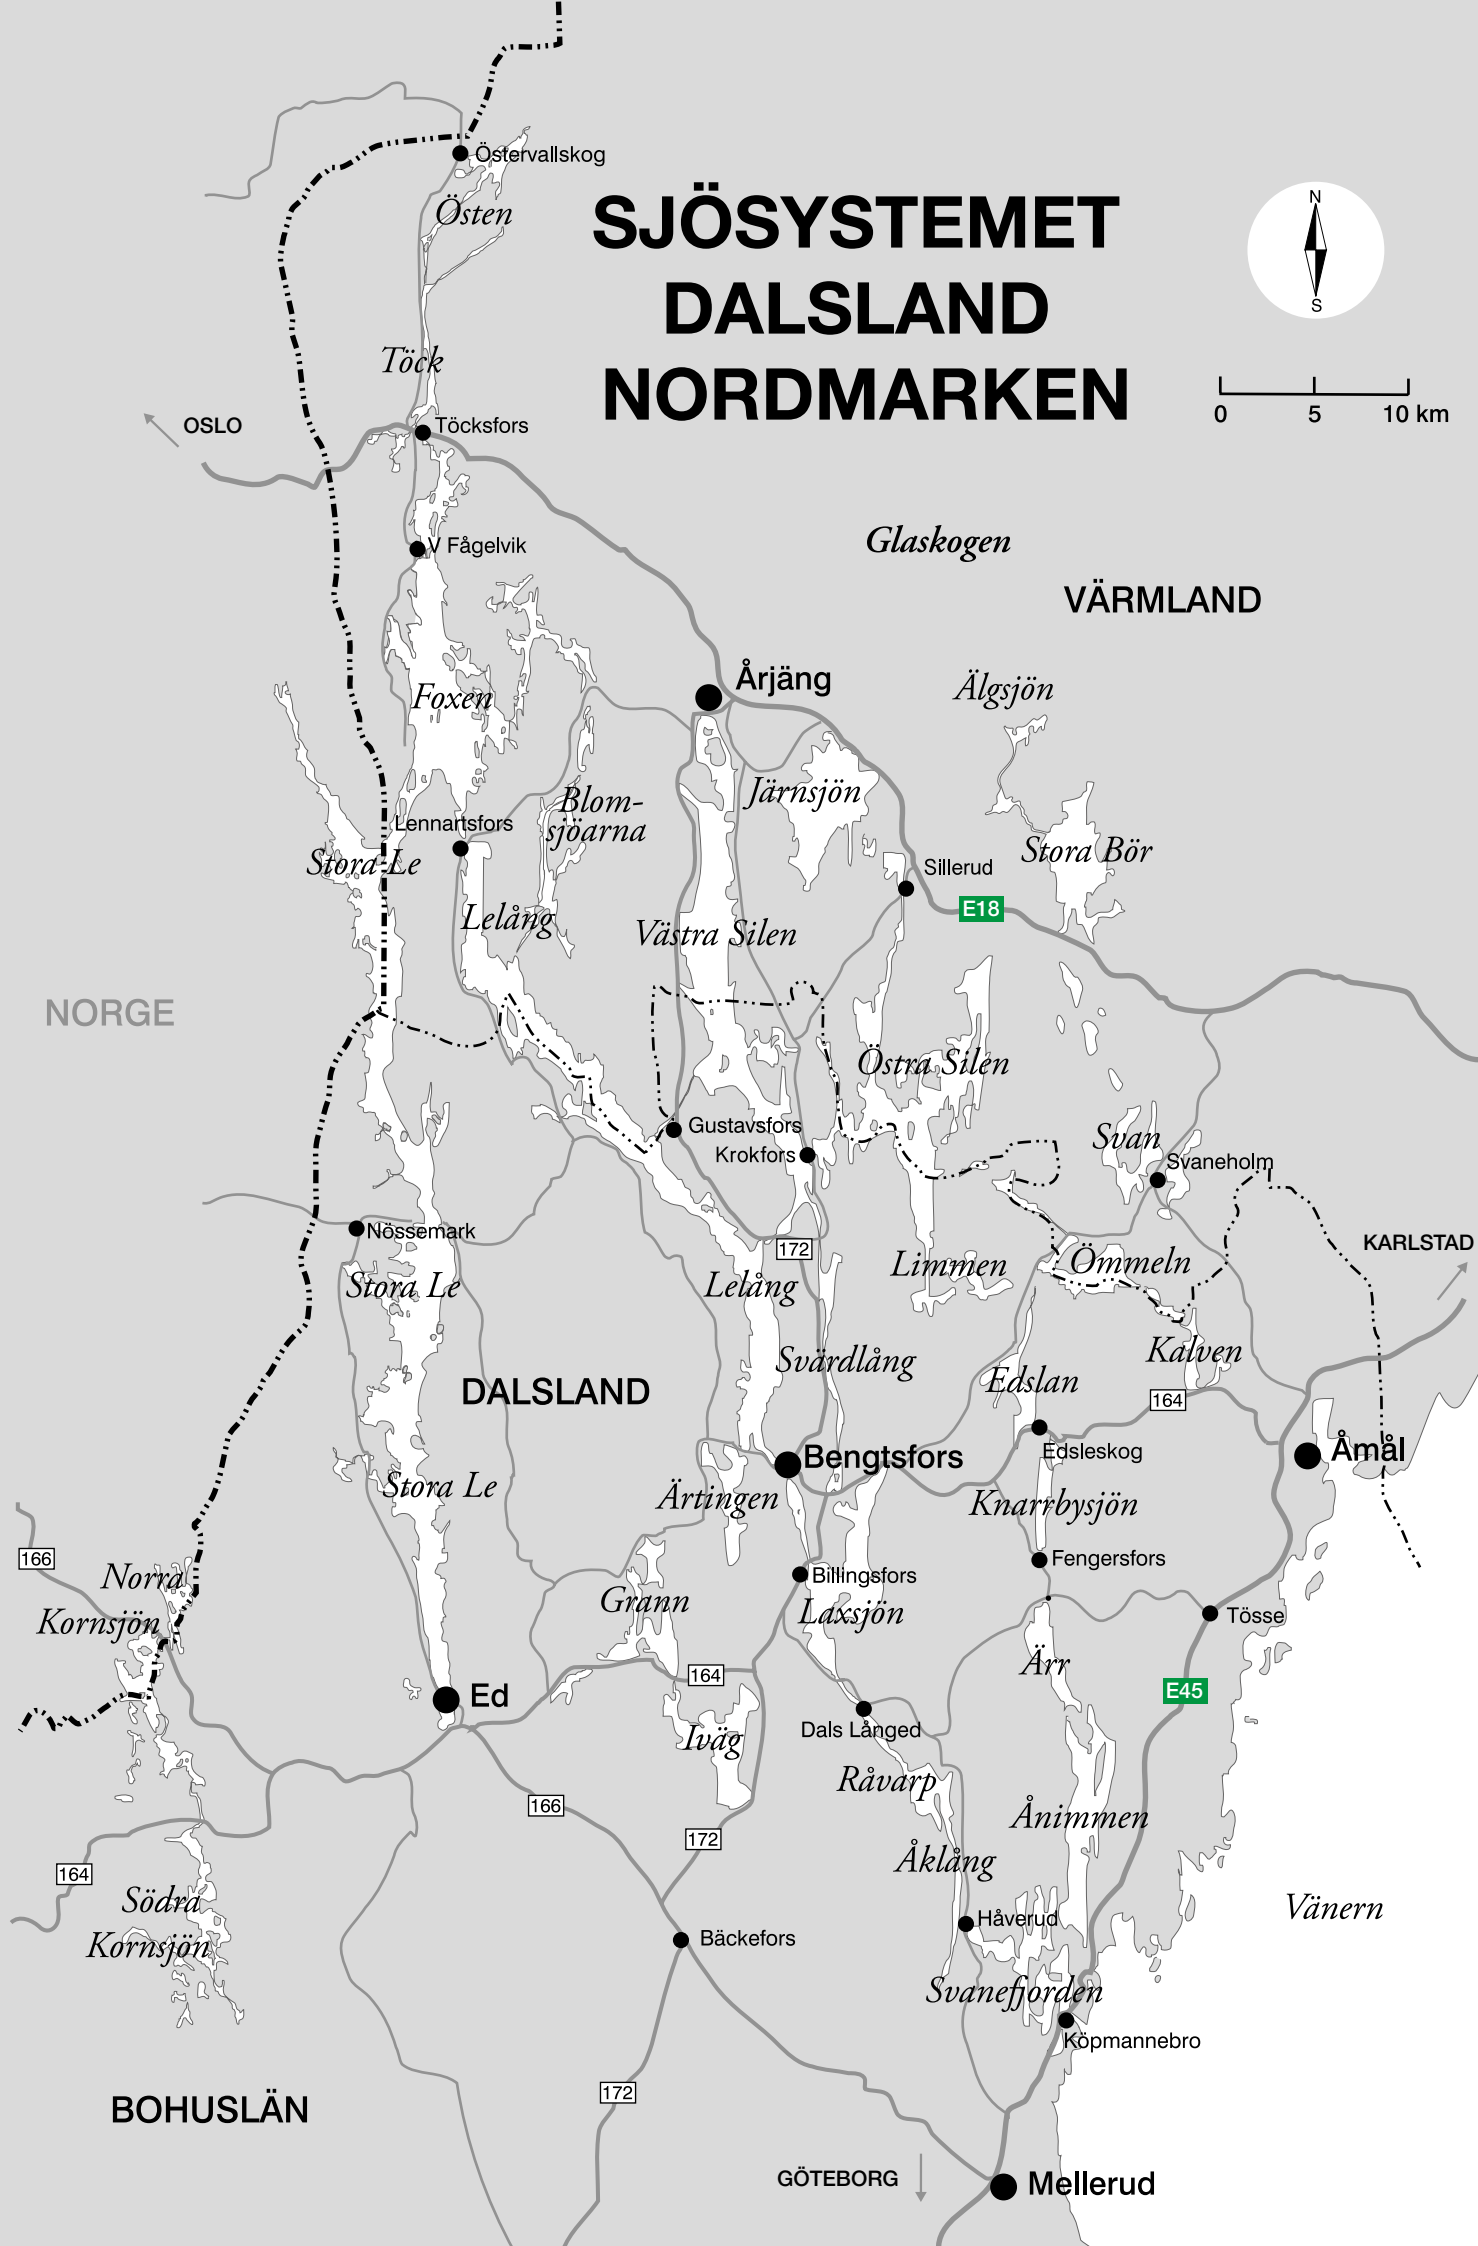 Östervallskog
Östen
SJÖSYSTEMET
DALSLAND
NORDMARKEN
N
S
0 5 10 km
Töck
OSLO
Töcksfors
Glaskogen
V Fågelvik
VÄRMLAND
Årjäng
Älgsjön
Foxen
Järnsjön
Blom-
sjöarna
Lennartsfors
Stora Le
Stora Bör
Sillerud
E18
Lelång
Västra Silen
NORGE
Östra Silen
Gustavsfors
Krokfors
Svan
Svaneholm
Nössemark
172
KARLSTAD
Limmen
Ömmeln
Stora Le
Lelång
Kalven
Svärdlång
Edslan
DALSLAND
164
Edsleskog
Åmål
Bengtsfors
Stora Le
Ärtingen
Knarrbysjön
166
Fengersfors
Norra
Kornsjön
Billingsfors
Grann
Laxsjön
Tösse
Ärr
164
E45
Ed
Dals Långed
Iväg
Råvarp
166
Ånimmen
172
Åklång
164
Södra
Kornsjön
Vänern
Håverud
Bäckefors
Svanefjorden
Köpmannebro
172
BOHUSLÄN
GÖTEBORG
Mellerud